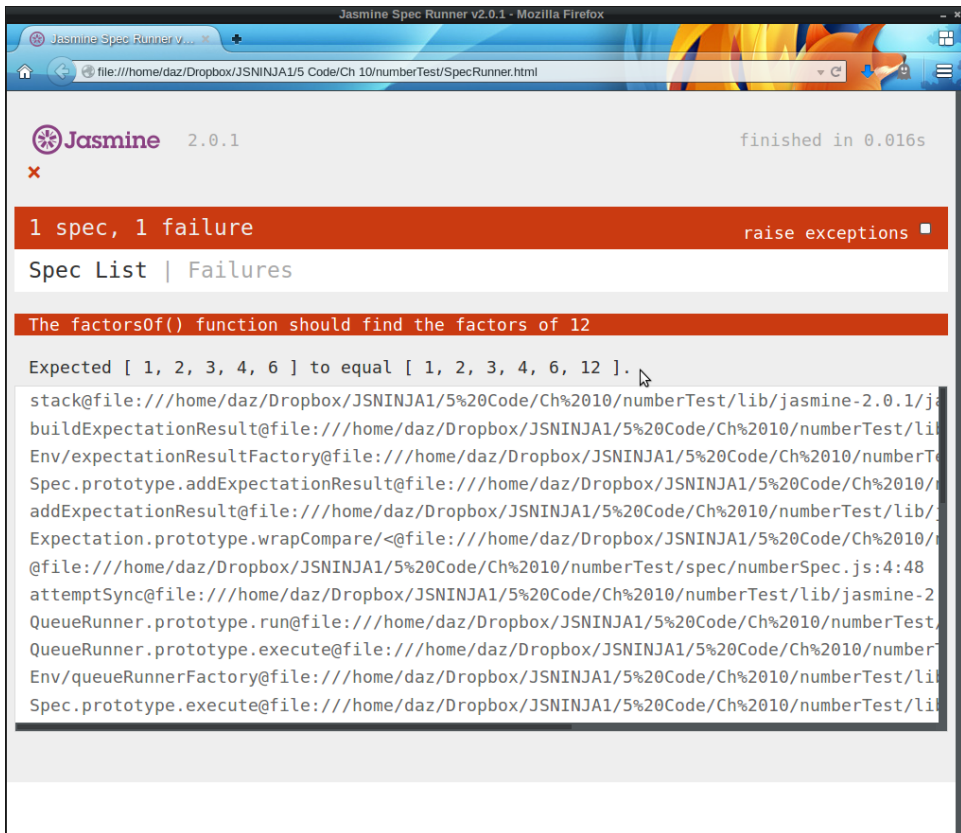 Jasmine Spec Runner v2.0.1 - Mozilla Firefox
Jasmine Spec Runner v...
file:///home/daz/Dropbox/JSNINJA1/5 Code/Ch 10/numberTest/SpecRunner.html
Jasmine 2.0.1 finished in 0.016s
1 spec, 1 failure raise exceptions
Spec List | Failures
The factorsOf() function should find the factors of 12
Expected [ 1, 2, 3, 4, 6 ] to equal [ 1, 2, 3, 4, 6, 12 ].
stack@file:///home/daz/Dropbox/JSNINJA1/5%20Code/Ch%2010/numberTest/lib/jasmine-2.0.1/ja
buildExpectationResult@file:///home/daz/Dropbox/JSNINJA1/5%20Code/Ch%2010/numberTest/lib
Env/expectationResultFactory@file:///home/daz/Dropbox/JSNINJA1/5%20Code/Ch%2010/numberTe
Spec.prototype.addExpectationResult@file:///home/daz/Dropbox/JSNINJA1/5%20Code/Ch%2010/n
addExpectationResult@file:///home/daz/Dropbox/JSNINJA1/5%20Code/Ch%2010/numberTest/lib/j
Expectation.prototype.wrapCompare/<@file:///home/daz/Dropbox/JSNINJA1/5%20Code/Ch%2010/n
@file:///home/daz/Dropbox/JSNINJA1/5%20Code/Ch%2010/numberTest/spec/numberSpec.js:4:48
attemptSync@file:///home/daz/Dropbox/JSNINJA1/5%20Code/Ch%2010/numberTest/lib/jasmine-2
QueueRunner.prototype.run@file:///home/daz/Dropbox/JSNINJA1/5%20Code/Ch%2010/numberTest/
QueueRunner.prototype.execute@file:///home/daz/Dropbox/JSNINJA1/5%20Code/Ch%2010/numberT
Env/queueRunnerFactory@file:///home/daz/Dropbox/JSNINJA1/5%20Code/Ch%2010/numberTest/lib
Spec.prototype.execute@file:///home/daz/Dropbox/JSNINJA1/5%20Code/Ch%2010/numberTest/lib